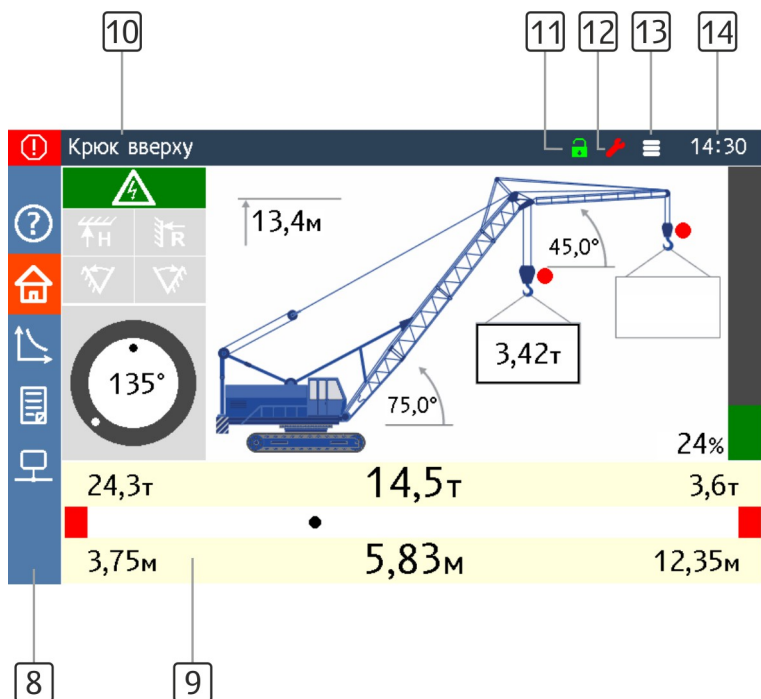 10 11 12 13 14
Крюк вверху 14:30
13,4м
H R
45,0°
3,42т
135°
75,0°
24%
24,3т 14,5т 3,6т
3,75м 5,83м 12,35м
8 9